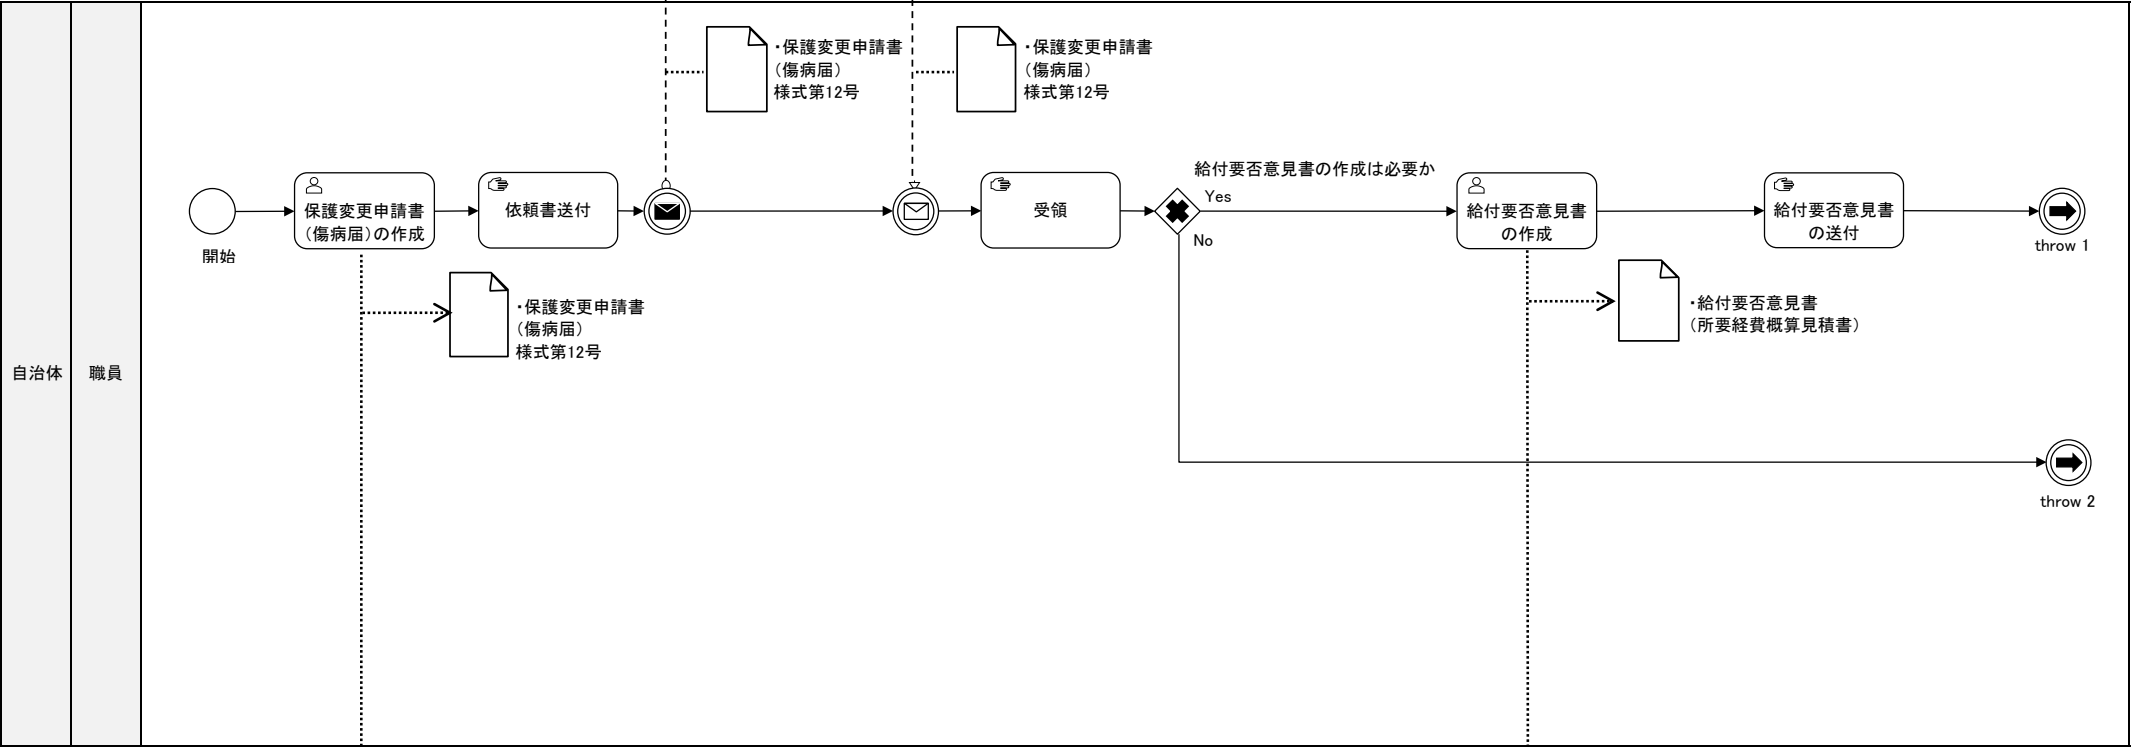 ・保護変更申請書
（傷病届）
様式第12号
・保護変更申請書
（傷病届）
様式第12号
給付要否意見書の作成は必要か
Yes
No
開始
保護変更申請書
（傷病届）の作成
依頼書送付
受領
給付要否意見書
の作成
給付要否意見書
の送付
throw 1
・保護変更申請書
（傷病届）
様式第12号
・給付要否意見書
（所要経費概算見積書）
自治体
職員
throw 2